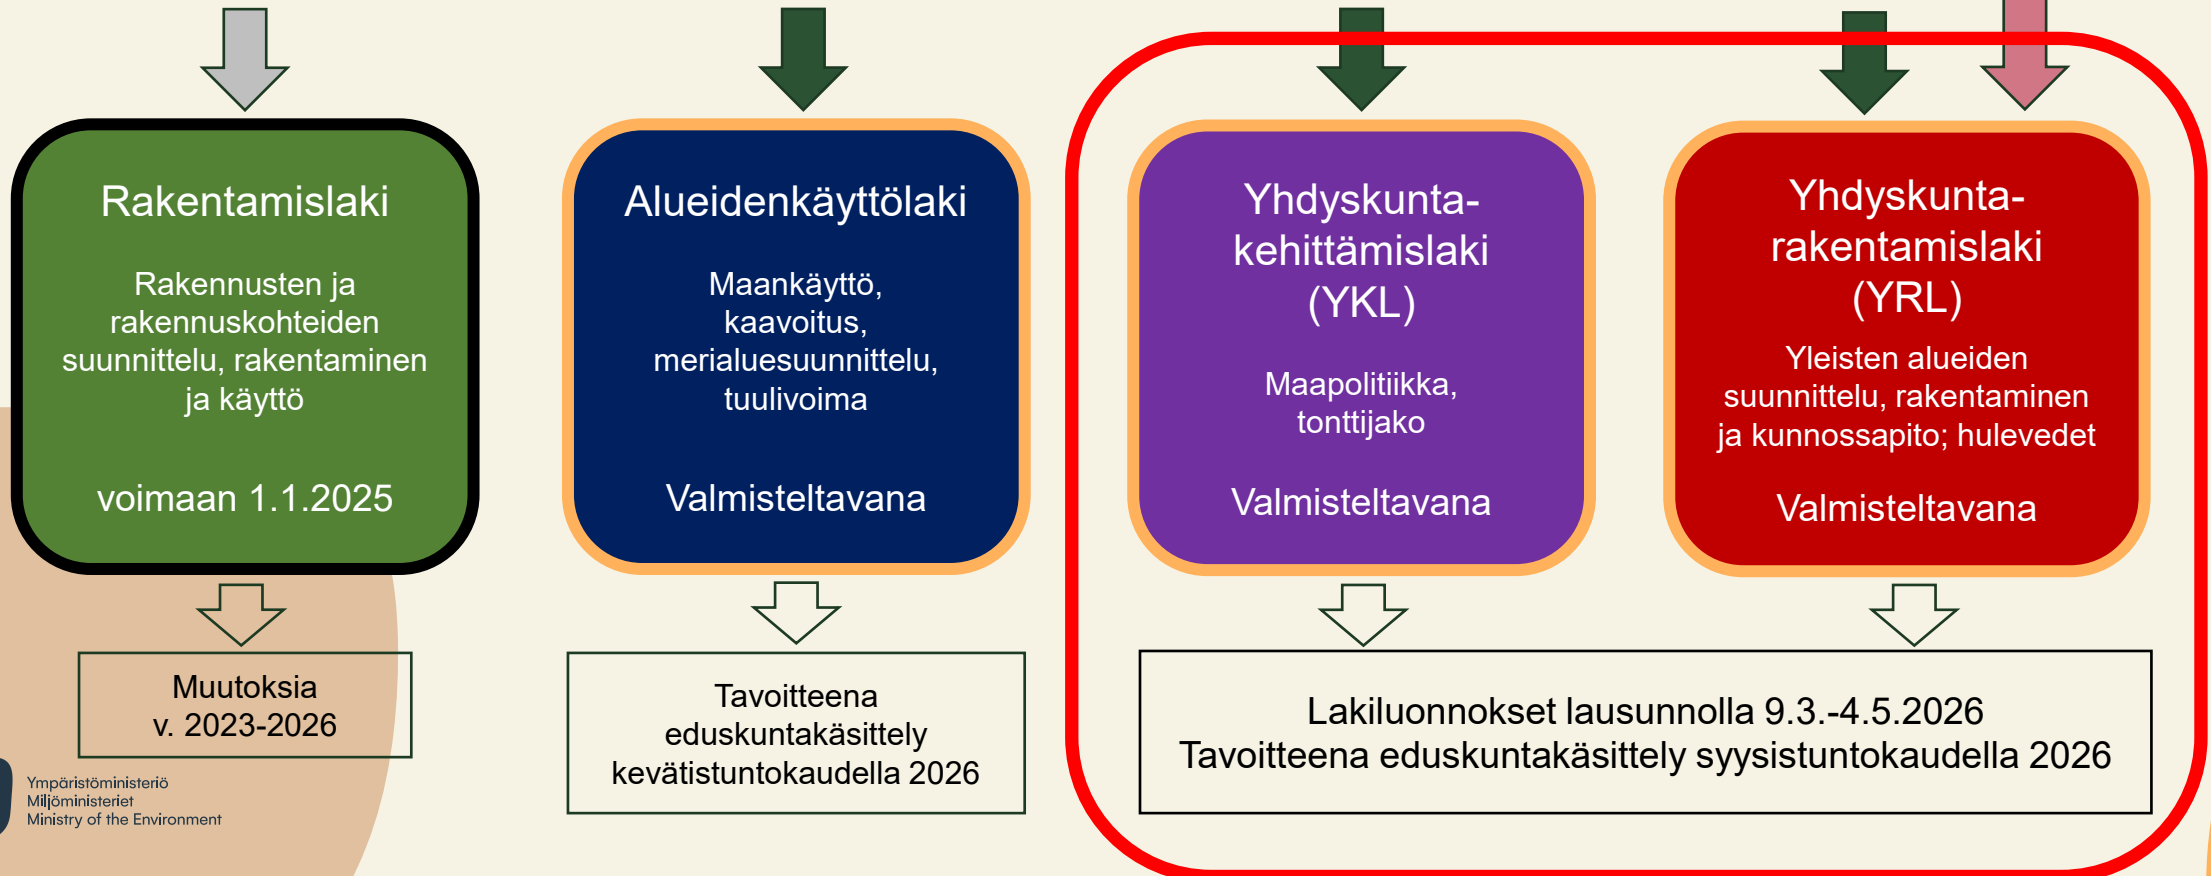 Rakentamislaki
Rakennusten ja
rakennuskohteiden
suunnittelu, rakentaminen
ja käyttö
voimaan 1.1.2025
Muutoksia
v. 2023-2026
Alueidenkäyttölaki
Maankäyttö,
kaavoitus,
merialuesuunnittelu,
tuulivoima
Valmisteltavana
Tavoitteena
eduskuntakäsittely
kevätistuntokaudella 2026
Yhdyskunta-
kehittämislaki
(YKL)
Maapolitiikka,
tonttijako
Valmisteltavana
Yhdyskunta-
rakentamislaki
(YRL)
Yleisten alueiden
suunnittelu, rakentaminen
ja kunnossapito; hulevedet
Valmisteltavana
Lakiluonnokset lausunnolla 9.3.-4.5.2026
Tavoitteena eduskuntakäsittely syysistuntokaudella 2026
Ympäristöministeriö
Miljöministeriet
Ministry of the Environment